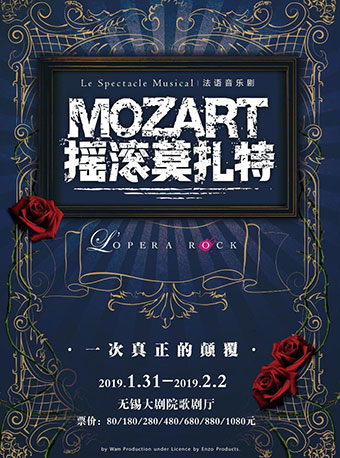 Le Spectacle Musical | 法语音乐剧
MOZART
摇滚莫扎特
L'OPERA ROCK
·一次真正的颠覆·
2019.1.31—2019.2.2
无锡大剧院歌剧厅
票价：80/180/280/480/680/880/1080元
by Wam Production under Licence by Enzo Products.